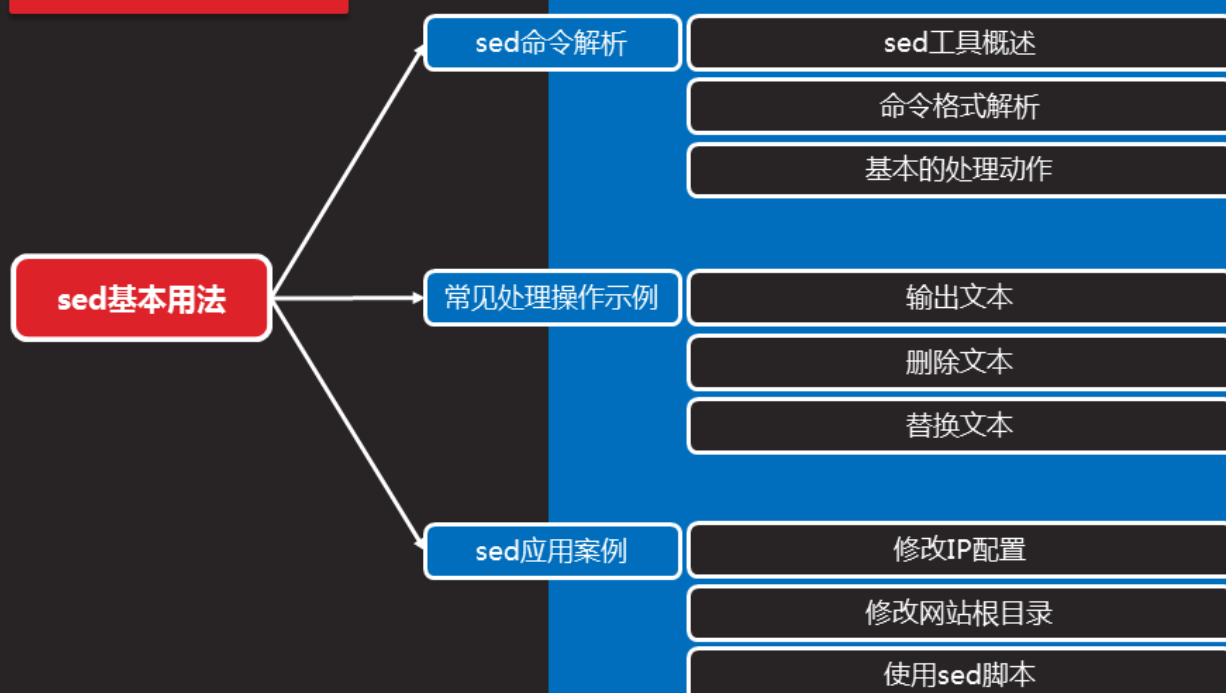 sed基本用法
sed命令解析
sed工具概述
命令格式解析
基本的处理动作
常见处理操作示例
输出文本
删除文本
替换文本
sed应用案例
修改IP配置
修改网站根目录
使用sed脚本